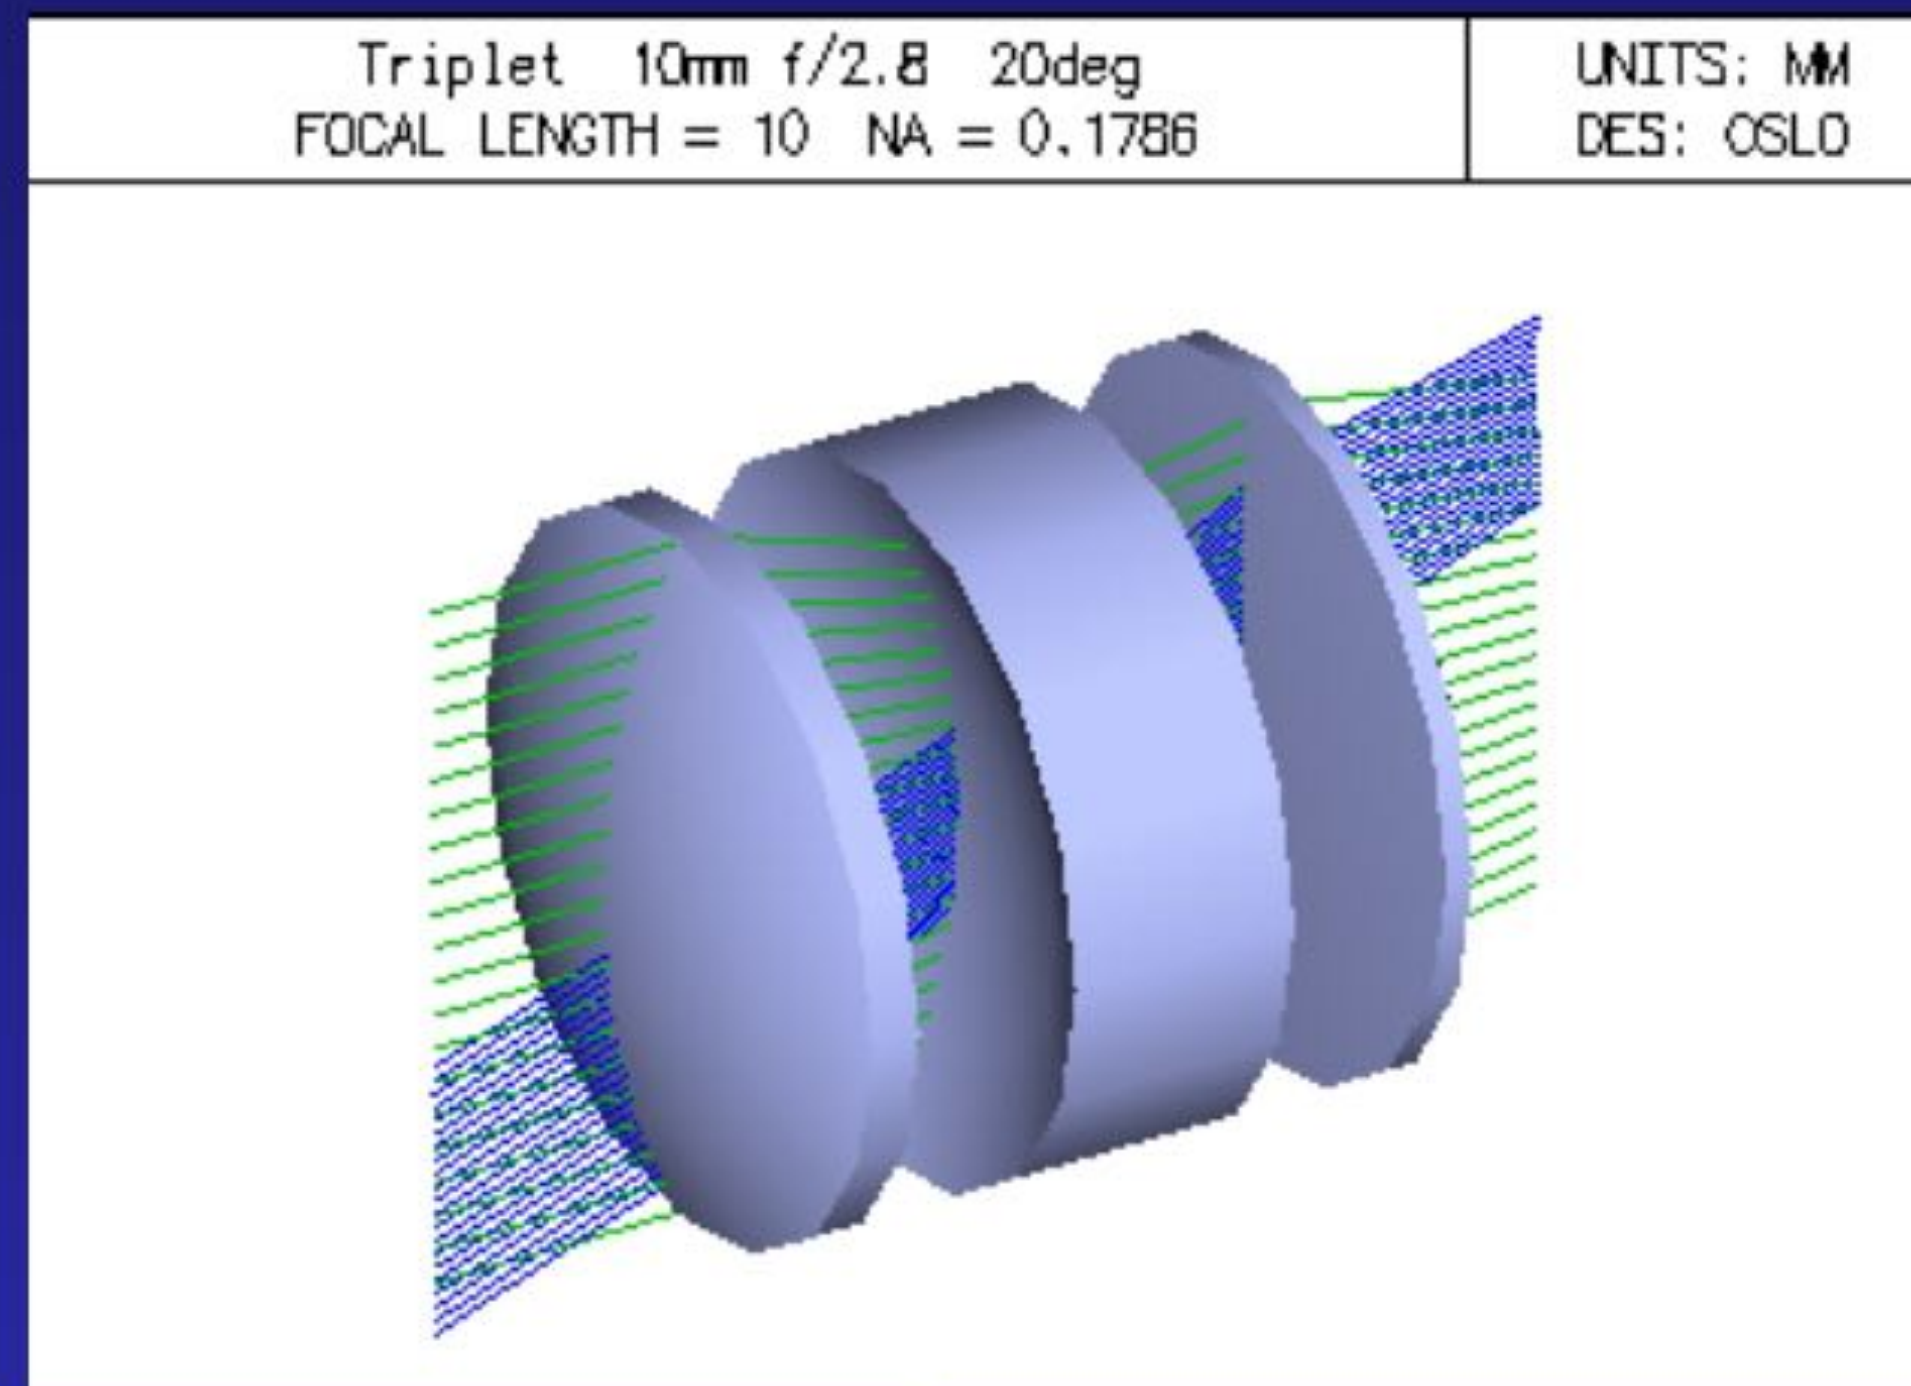 Triplet 10mm f/2.8 20deg
FOCAL LENGTH = 10 NA = 0.1786
UNITS: MM
DES: OSLO